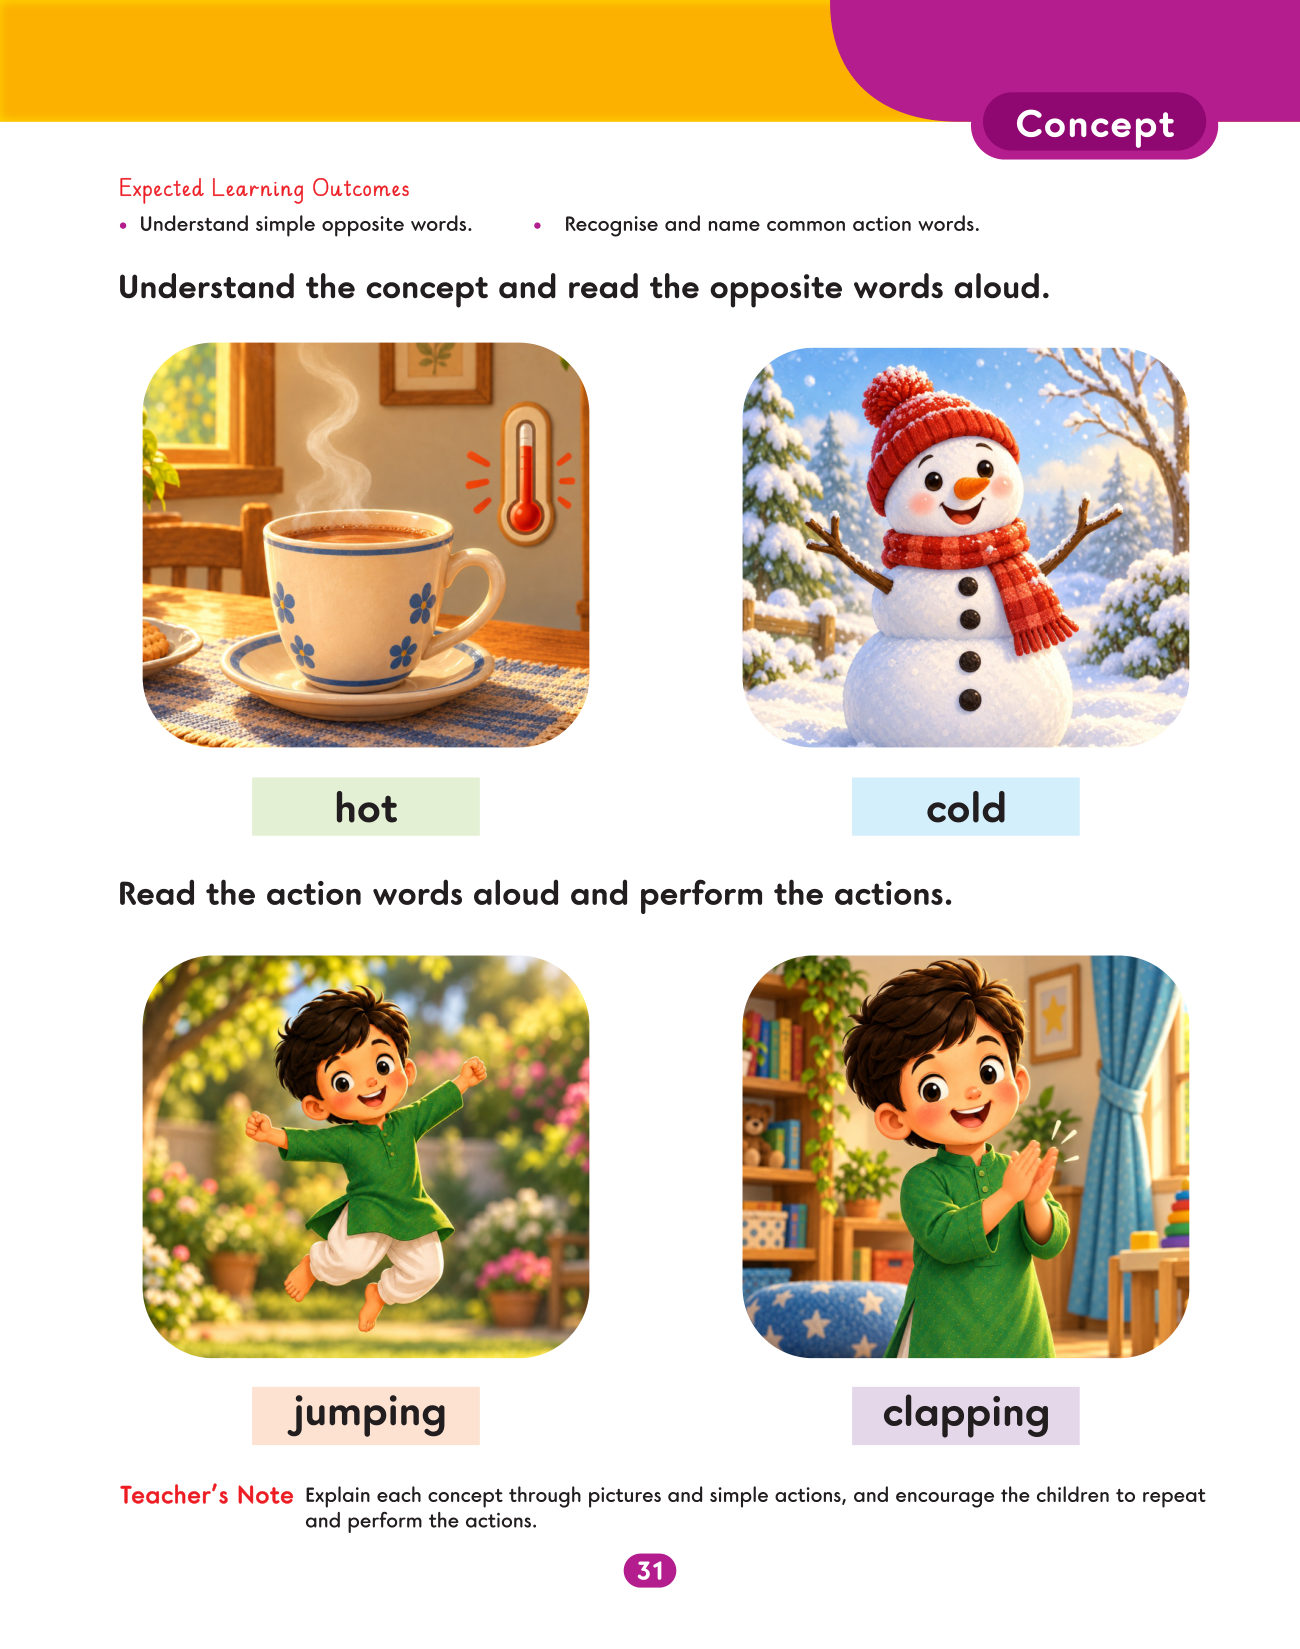 Concept
Expected Learning Outcomes
• Understand simple opposite words. • Recognise and name common action words.
Understand the concept and read the opposite words aloud.
hot cold
Read the action words aloud and perform the actions.
jumping clapping
Teacher's Note Explain each concept through pictures and simple actions, and encourage the children to repeat
and perform the actions.
31